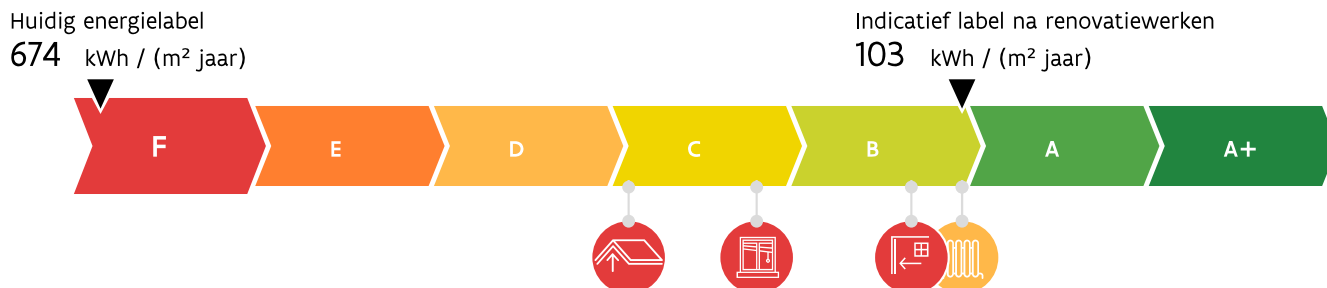 Huidig energielabel
674 kWh / (m² jaar)
Indicatief label na renovatiewerken
103 kWh / (m² jaar)
F E D C B A A+